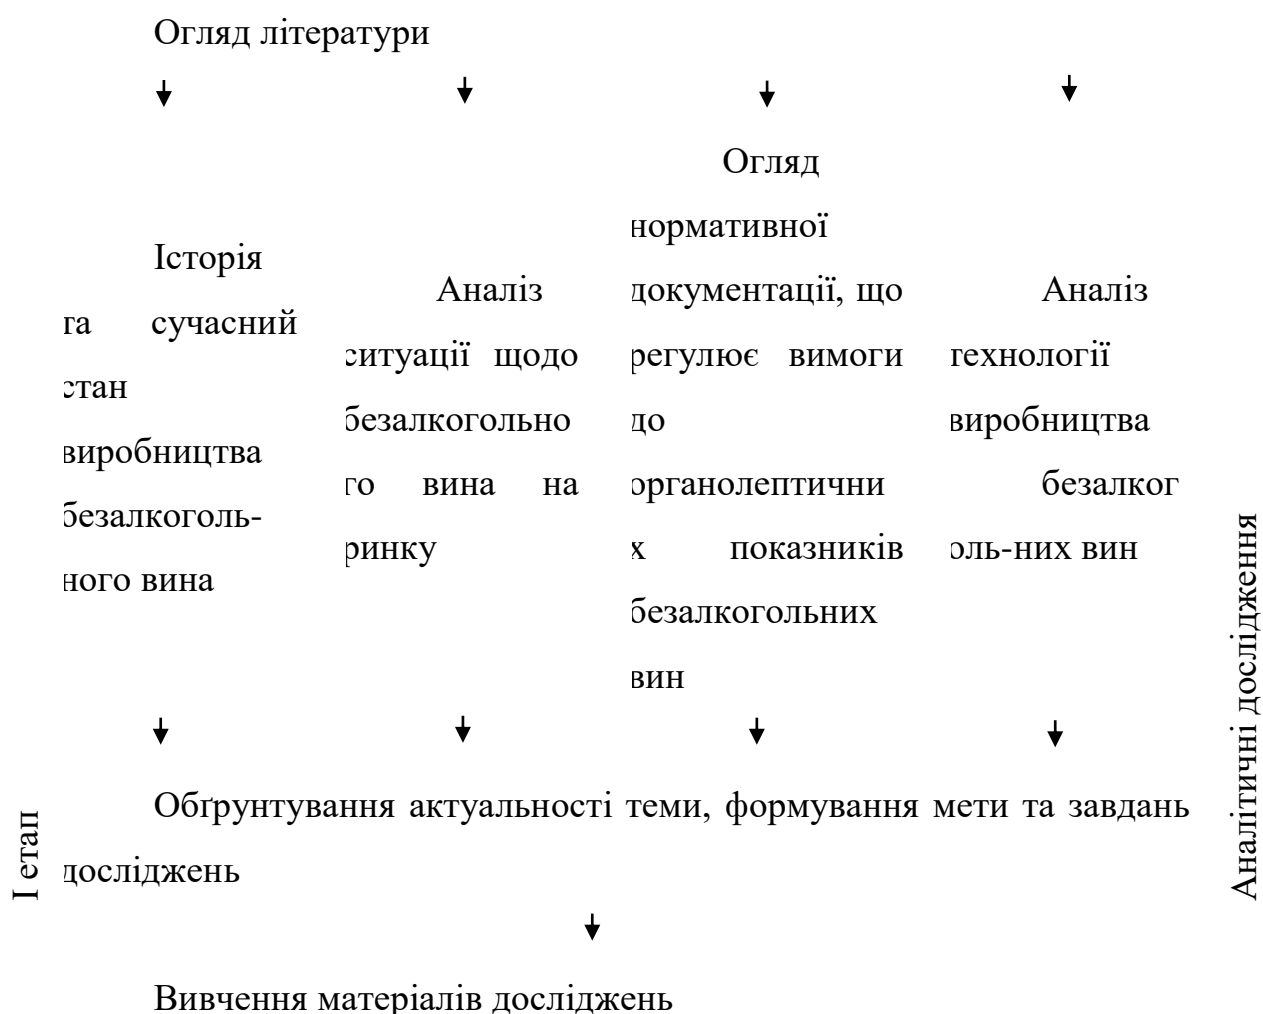 Огляд літератури
Історія
та сучасний
стан
виробництва
безалкоголь-
ного вина
Аналіз
ситуації щодо
безалкогольно
го вина на
ринку
Огляд
нормативної
документації, що
регулює вимоги
до
органолептични
х показників
безалкогольних
вин
Аналіз
технології
виробництва
безалког
оль-них вин
Обґрунтування актуальності теми, формування мети та завдань
досліджень
Вивчення матеріалів досліджень
І етап
Аналітичні дослідження